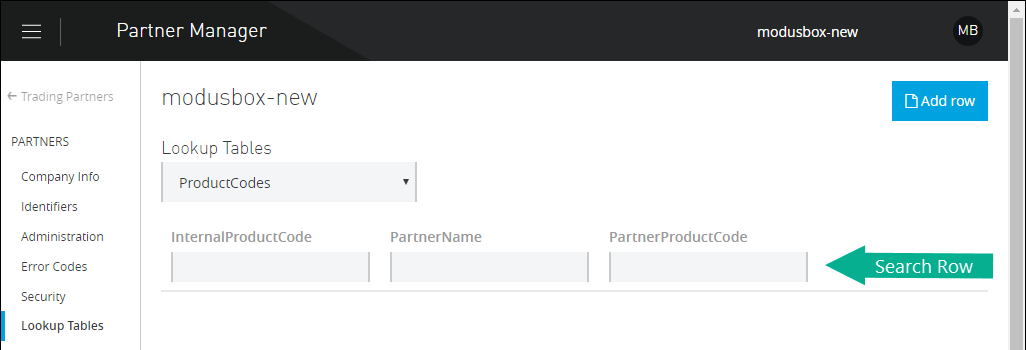 Partner Manager
modusbox-new
MB
← Trading Partners
PARTNERS
Company Info
Identifiers
Administration
Error Codes
Security
Lookup Tables
modusbox-new
Add row
Lookup Tables
ProductCodes
InternalProductCode PartnerName PartnerProductCode
Search Row